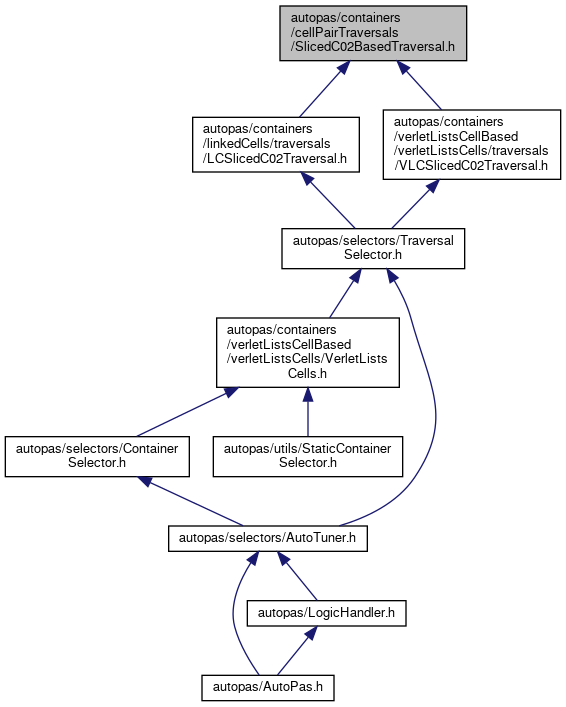 autopas/containers
/cellPairTraversals
/SlicedC02BasedTraversal.h
autopas/containers
/linkedCells/traversals
/LCSlicedC02Traversal.h
autopas/containers
/verletListsCellBased
/verletListsCells/traversals
/VLCSlicedC02Traversal.h
autopas/selectors/Traversal
Selector.h
autopas/containers
/verletListsCellBased
/verletListsCells/VerletLists
Cells.h
autopas/selectors/Container
Selector.h
autopas/utils/StaticContainer
Selector.h
autopas/selectors/AutoTuner.h
autopas/LogicHandler.h
autopas/AutoPas.h